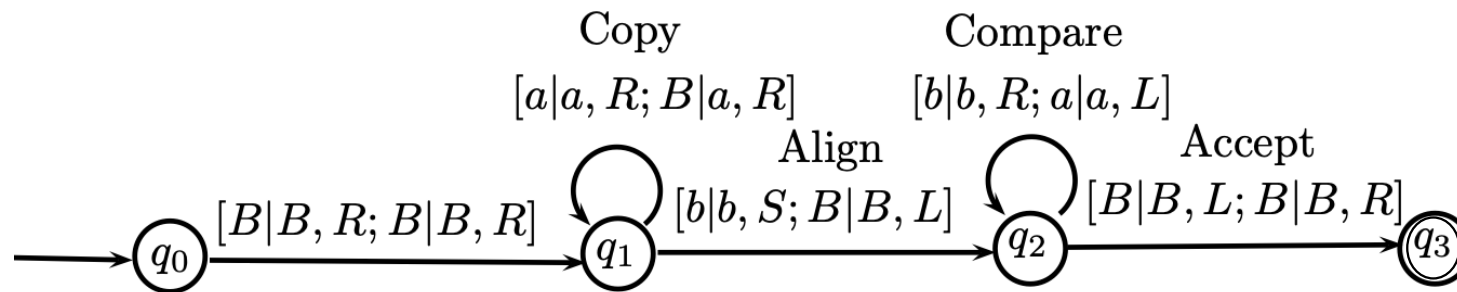 Copy
Compare
[a|a, R; B|a, R]
[b|b, R; a|a, L]
Align
Accept
[B|B, R; B|B, R]
[b|b, S; B|B, L]
[B|B, L; B|B, R]
q₀
q₁
q₂
q₃